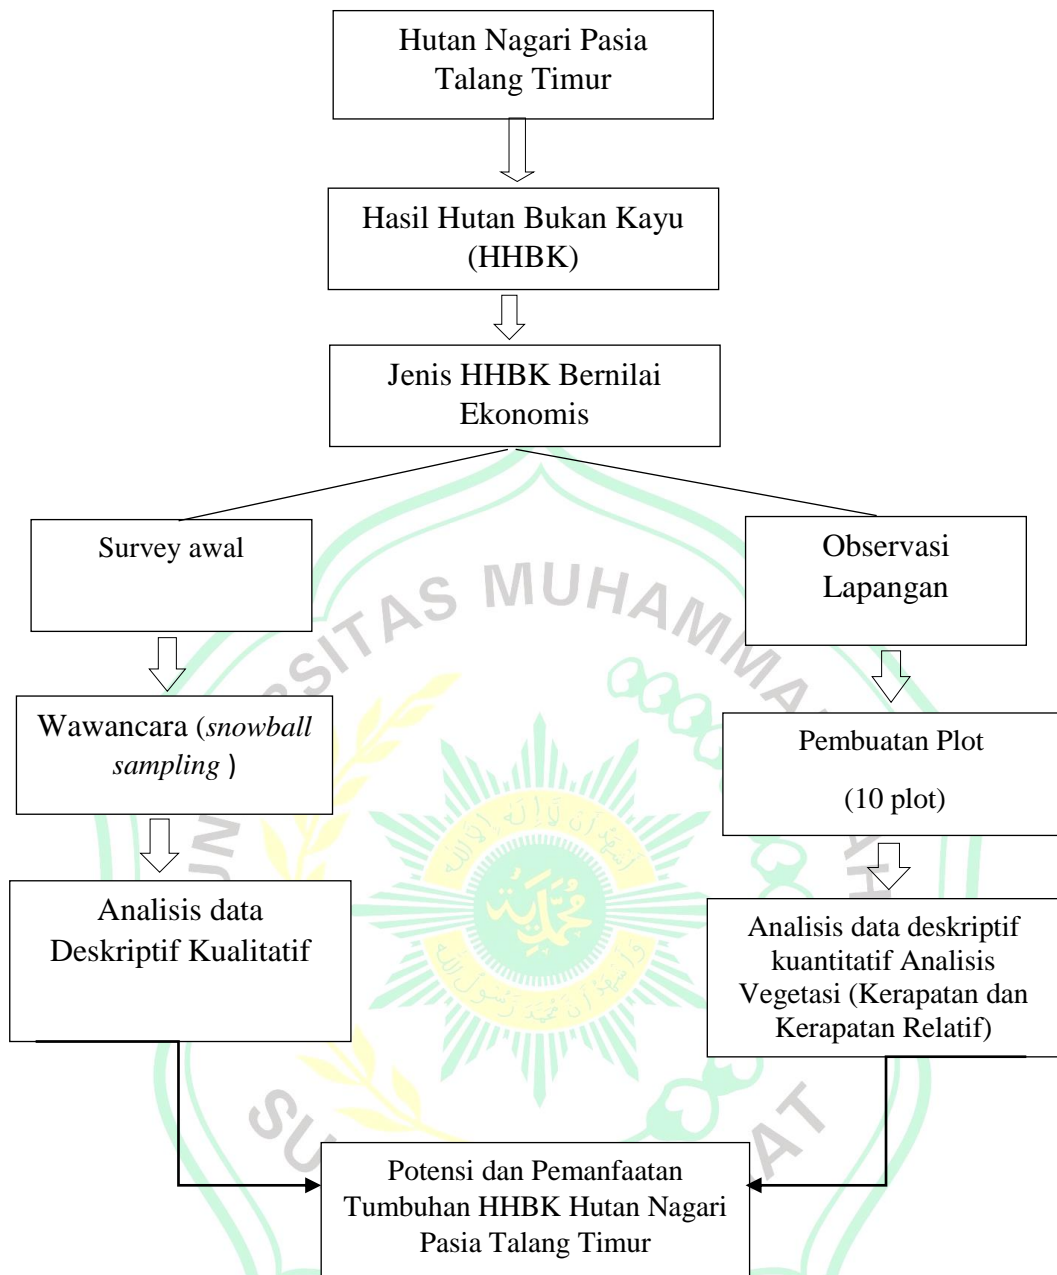 Hutan Nagari Pasia
Talang Timur
Hasil Hutan Bukan Kayu
(HHBK)
Jenis HHBK Bernilai
Ekonomis
Survey awal
Observasi
Lapangan
Wawancara (snowball
sampling )
Pembuatan Plot
(10 plot)
Analisis data
Deskriptif Kualitatif
Analisis data deskriptif
kuantitatif Analisis
Vegetasi (Kerapatan dan
Kerapatan Relatif)
Potensi dan Pemanfaatan
Tumbuhan HHBK Hutan Nagari
Pasia Talang Timur